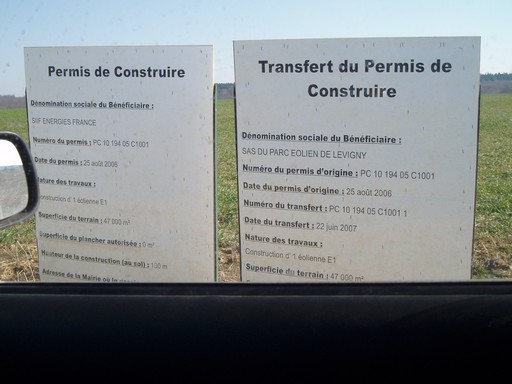 Permis de Construire
Dénomination sociale du Bénéficiaire :
SIIF ENERGIES FRANCE
Numéro du permis : PC 10 194 05 C1001
Date du permis : 25 août 2006
Nature des travaux :
Construction d' 1 éolienne E1
Superficie du terrain : 47 000 m²
Superficie du plancher autorisée : 0 m²
Hauteur de la construction (au sol) : 130 m
Adresse de la Mairie où le
Transfert du Permis de
Construire
Dénomination sociale du Bénéficiaire :
SAS DU PARC EOLIEN DE LEVIGNY
Numéro du permis d'origine : PC 10 194 05 C1001
Date du permis d'origine : 25 août 2006
Numéro du transfert : PC 10 194 05 C1001 1
Date du transfert : 22 juin 2007
Nature des travaux :
Construction d' 1 éolienne E1
Superficie du terrain : 47 000 m²